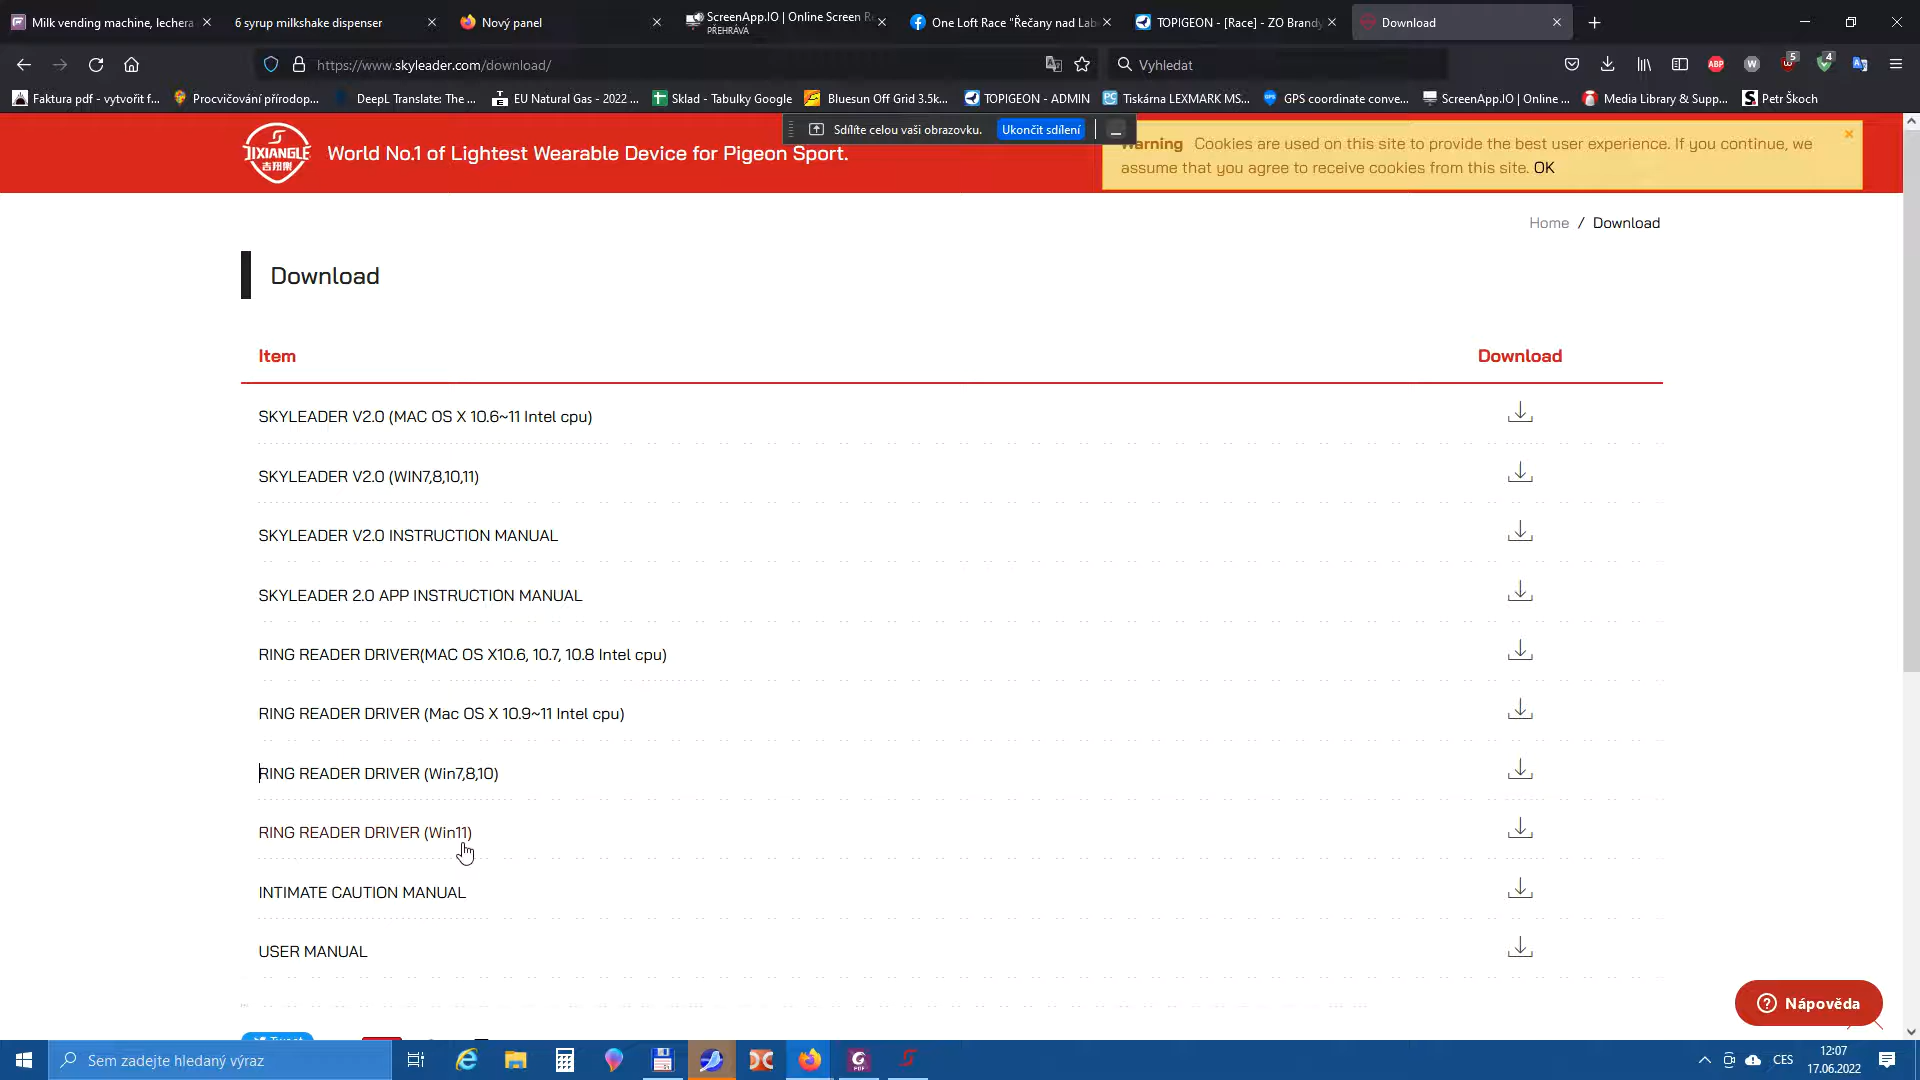 Milk vending machine, lechera
6 syrup milkshake dispenser
Nový panel
ScreenApp.IO | Online Screen Re
PŘEHRÁVÁ
One Loft Race "Řečany nad Lab
TOPIGEON - [Race] - ZO Brandy
Download
https://www.skyleader.com/download/
Vyhledat
ABP
W
5
4
Faktura pdf - vytvořit f...
Procvičování přírodop...
DeepL Translate: The ...
EU Natural Gas - 2022 ...
Sklad - Tabulky Google
Bluesun Off Grid 3.5k...
TOPIGEON - ADMIN
Tiskárna LEXMARK MS...
GPS coordinate conve...
ScreenApp.IO | Online ...
Media Library & Supp...
Petr Škoch
Sdílíte celou vaši obrazovku.
Ukončit sdílení
JIXIANGLE
吉翔樂
World No.1 of Lightest Wearable Device for Pigeon Sport.
Warning Cookies are used on this site to provide the best user experience. If you continue, we
assume that you agree to receive cookies from this site. OK
Home / Download
Download
Item
Download
SKYLEADER V2.0 (MAC OS X 10.6~11 Intel cpu)
SKYLEADER V2.0 (WIN7,8,10,11)
SKYLEADER V2.0 INSTRUCTION MANUAL
SKYLEADER 2.0 APP INSTRUCTION MANUAL
RING READER DRIVER(MAC OS X10.6, 10.7, 10.8 Intel cpu)
RING READER DRIVER (Mac OS X 10.9~11 Intel cpu)
RING READER DRIVER (Win7,8,10)
RING READER DRIVER (Win11)
INTIMATE CAUTION MANUAL
USER MANUAL
Nápověda
Tweet
Sem zadejte hledaný výraz
CES
12:07
17.06.2022